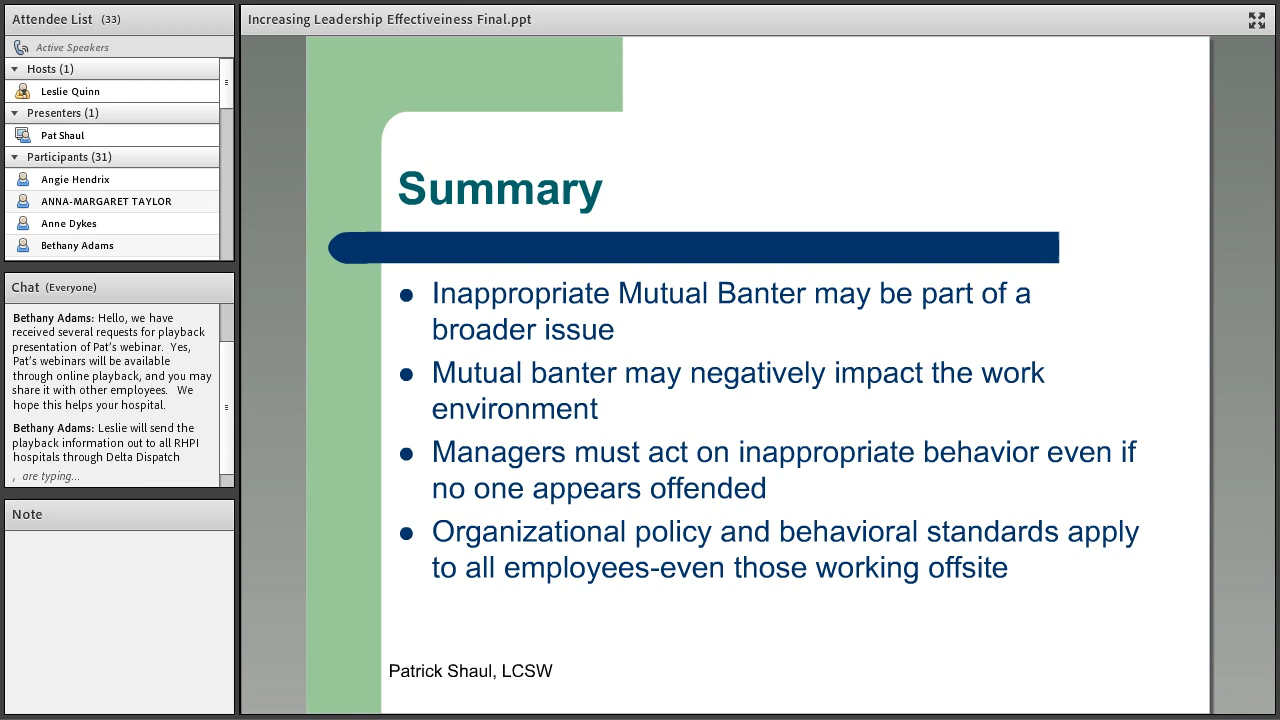 Attendee List (33)
Active Speakers
Hosts (1)
Leslie Quinn
Presenters (1)
Pat Shaul
Participants (31)
Angie Hendrix
ANNA-MARGARET TAYLOR
Anne Dykes
Bethany Adams
Chat (Everyone)
Bethany Adams: Hello, we have
received several requests for playback
presentation of Pat's webinar. Yes,
Pat's webinars will be available
through online playback, and you may
share it with other employees. We
hope this helps your hospital.
Bethany Adams: Leslie will send the
playback information out to all RHPI
hospitals through Delta Dispatch
, are typing...
Note
Increasing Leadership Effectiveiness Final.ppt
Summary
● Inappropriate Mutual Banter may be part of a
broader issue
● Mutual banter may negatively impact the work
environment
● Managers must act on inappropriate behavior even if
no one appears offended
● Organizational policy and behavioral standards apply
to all employees-even those working offsite
Patrick Shaul, LCSW